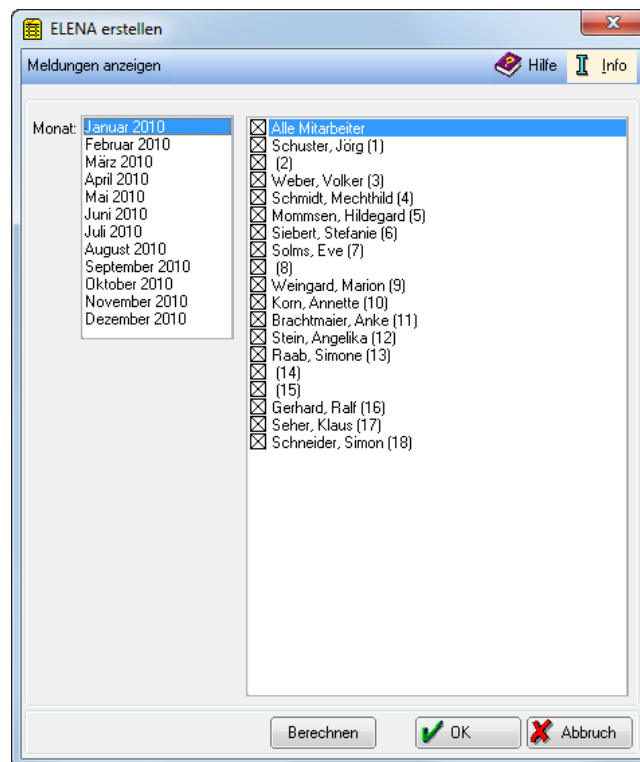 ELENA erstellen
Meldungen anzeigen Hilfe Info
Monat:
Januar 2010
Februar 2010
März 2010
April 2010
Mai 2010
Juni 2010
Juli 2010
August 2010
September 2010
Oktober 2010
November 2010
Dezember 2010
Alle Mitarbeiter
Schuster, Jörg (1)
(2)
Weber, Volker (3)
Schmidt, Mechthild (4)
Mommsen, Hildegard (5)
Siebert, Stefanie (6)
Solms, Eve (7)
(8)
Weingard, Marion (9)
Korn, Annette (10)
Brachtmaier, Anke (11)
Stein, Angelika (12)
Raab, Simone (13)
(14)
(15)
Gerhard, Ralf (16)
Seher, Klaus (17)
Schneider, Simon (18)
Berechnen OK Abbruch